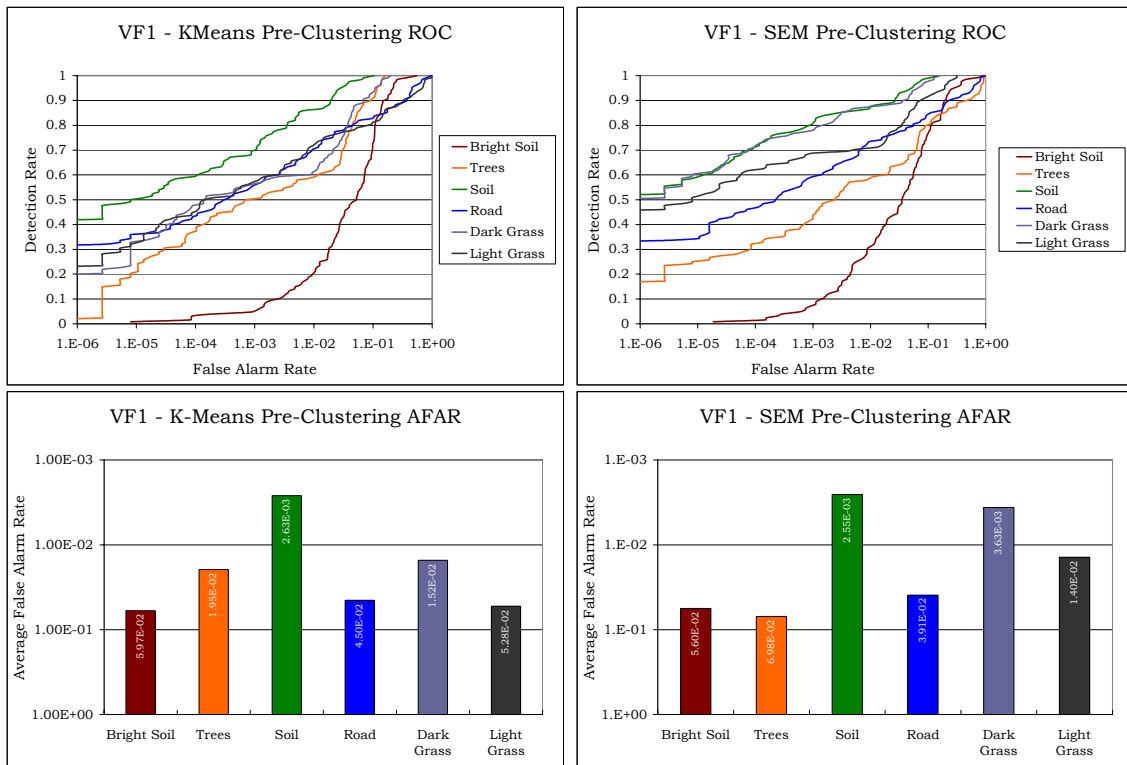 VF1 - KMeans Pre-Clustering ROC
Detection Rate
1
0.9
0.8
0.7
0.6
0.5
0.4
0.3
0.2
0.1
0
1.E-06 1.E-05 1.E-04 1.E-03 1.E-02 1.E-01 1.E+00
False Alarm Rate
Bright Soil
Trees
Soil
Road
Dark Grass
Light Grass
VF1 - SEM Pre-Clustering ROC
Detection Rate
1
0.9
0.8
0.7
0.6
0.5
0.4
0.3
0.2
0.1
0
1.E-06 1.E-05 1.E-04 1.E-03 1.E-02 1.E-01 1.E+00
False Alarm Rate
Bright Soil
Trees
Soil
Road
Dark Grass
Light Grass
VF1 - K-Means Pre-Clustering AFAR
Average False Alarm Rate
1.00E-03
1.00E-02
1.00E-01
1.00E+00
5.97E-02
1.95E-02
2.63E-03
4.50E-02
1.52E-02
5.28E-02
Bright Soil Trees Soil Road Dark Light
Grass Grass
VF1 - SEM Pre-Clustering AFAR
Average False Alarm Rate
1.E-03
1.E-02
1.E-01
1.E+00
5.60E-02
6.98E-02
2.55E-03
3.91E-02
3.63E-03
1.40E-02
Bright Soil Trees Soil Road Dark Light
Grass Grass